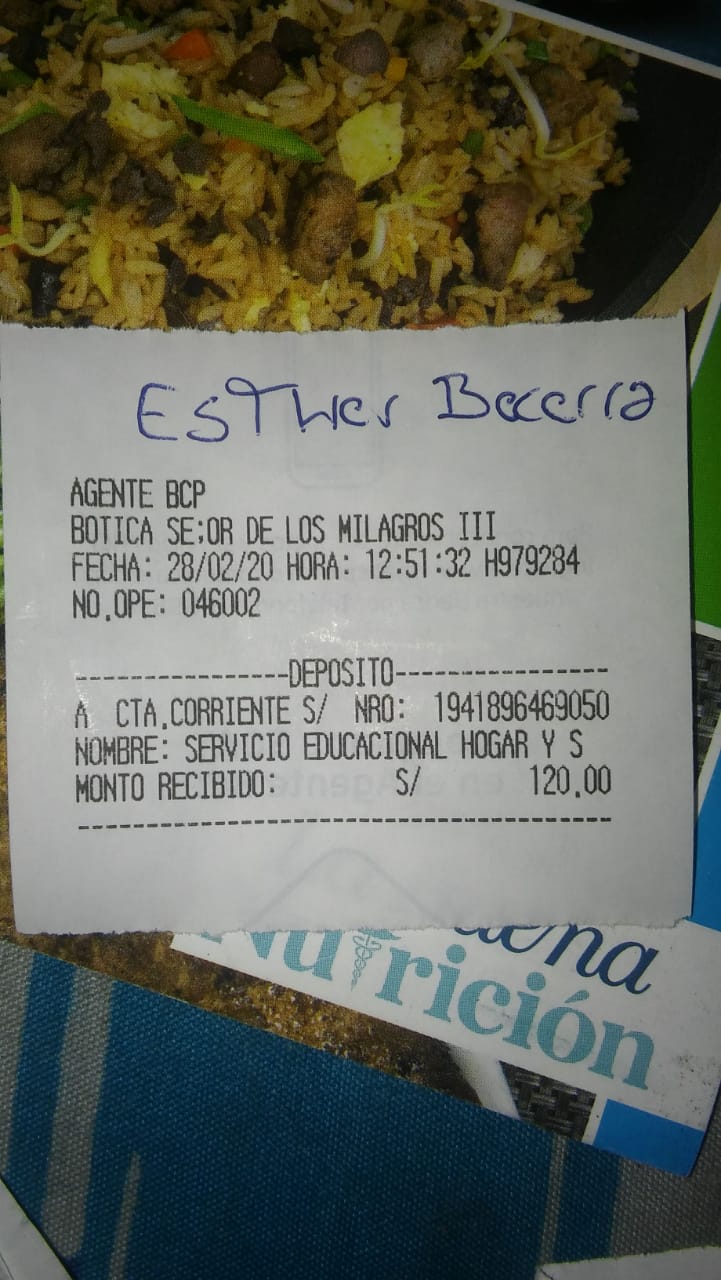 Esther Becerra
AGENTE BCP
BOTICA SE;OR DE LOS MILAGROS III
FECHA: 28/02/20 HORA: 12:51:32 H979284
NO.OPE: 046002
----------------DEPOSITO----------------
A CTA.CORRIENTE S/ NRO: 1941896469050
NOMBRE: SERVICIO EDUCACIONAL HOGAR Y S
MONTO RECIBIDO: S/ 120.00
----------------------------------------
Nutrición